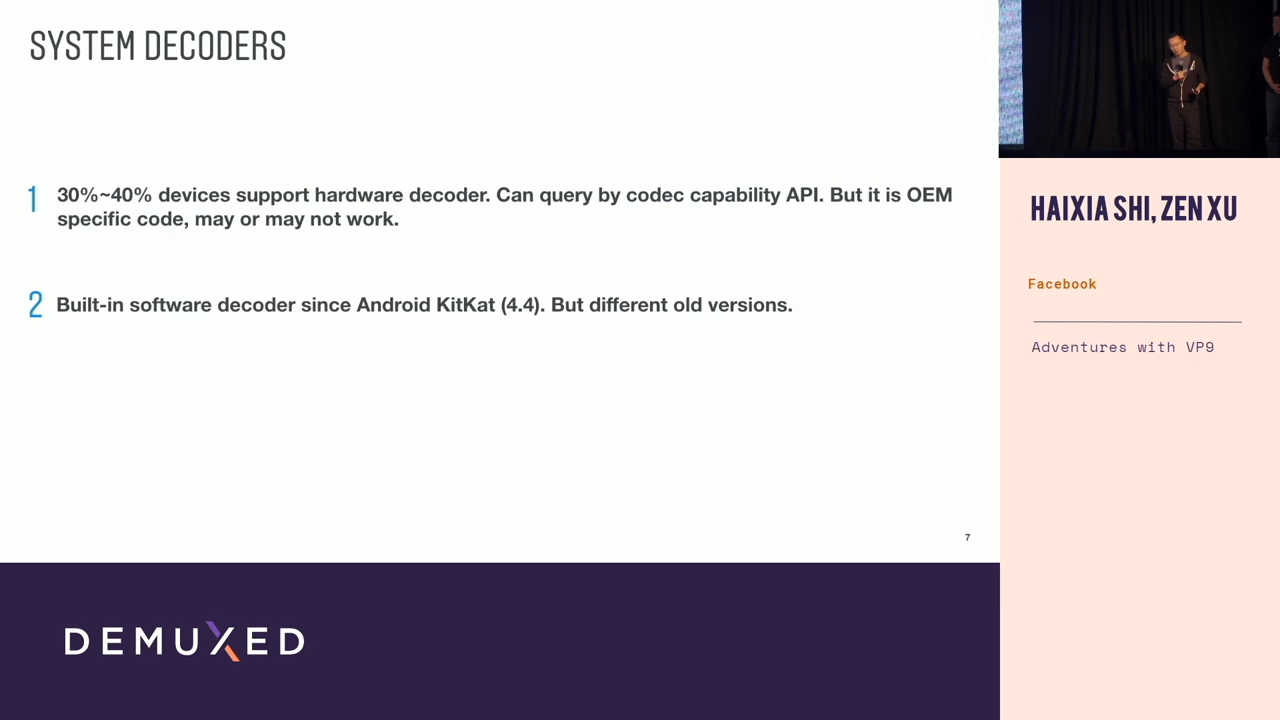 SYSTEM DECODERS
1 30%~40% devices support hardware decoder. Can query by codec capability API. But it is OEM
specific code, may or may not work.
2 Built-in software decoder since Android KitKat (4.4). But different old versions.
7
DEMUXED
HAIXIA SHI, ZEN XU
Facebook
Adventures with VP9